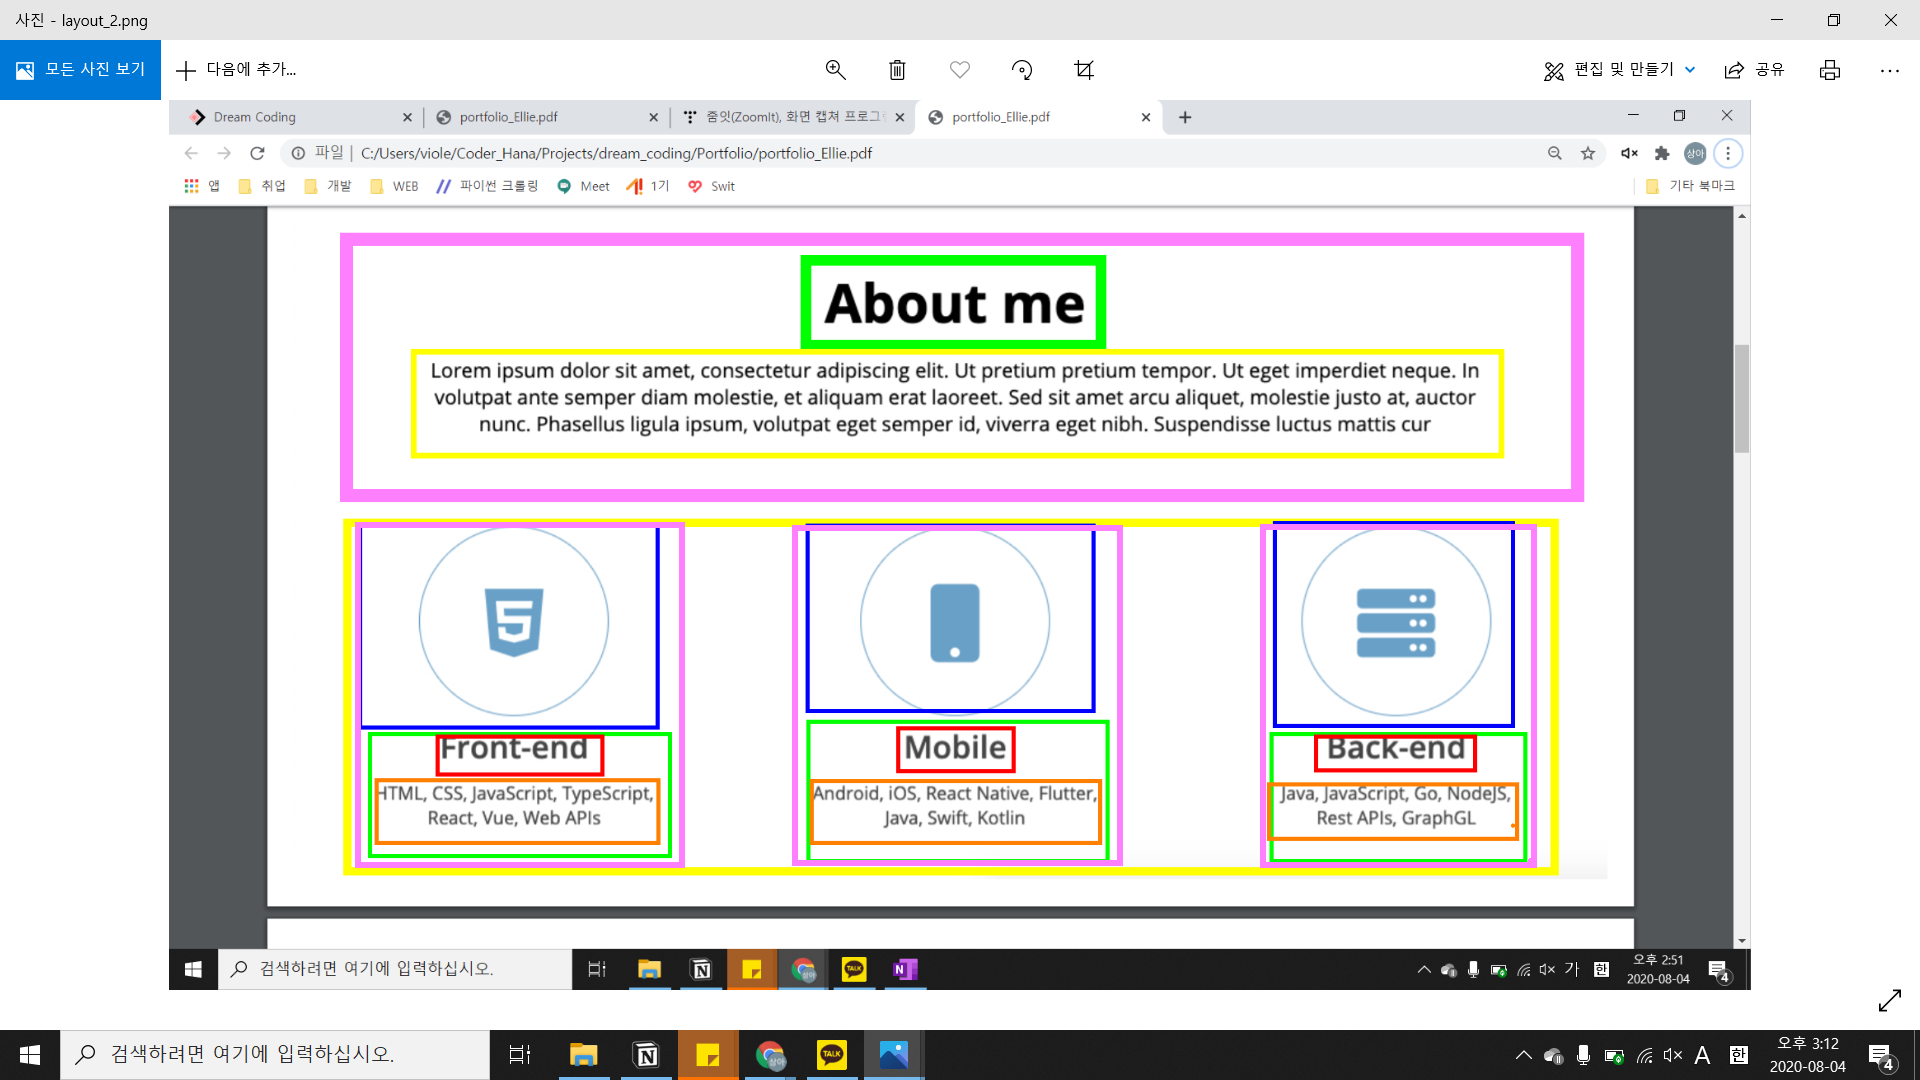 사진 - layout_2.png
모든 사진 보기
다음에 추가...
편집 및 만들기
공유
Dream Coding
portfolio_Ellie.pdf
줌잇(ZoomIt), 화면 캡쳐 프로그
portfolio_Ellie.pdf
파일 | C:/Users/viole/Coder_Hana/Projects/dream_coding/Portfolio/portfolio_Ellie.pdf
상아
앱
취업
개발
WEB
파이썬 크롤링
Meet
1기
Swit
기타 북마크
About me
Lorem ipsum dolor sit amet, consectetur adipiscing elit. Ut pretium pretium tempor. Ut eget imperdiet neque. In
volutpat ante semper diam molestie, et aliquam erat laoreet. Sed sit amet arcu aliquet, molestie justo at, auctor
nunc. Phasellus ligula ipsum, volutpat eget semper id, viverra eget nibh. Suspendisse luctus mattis cur
5
Front-end
HTML, CSS, JavaScript, TypeScript,
React, Vue, Web APIs
Mobile
Android, iOS, React Native, Flutter,
Java, Swift, Kotlin
Back-end
Java, JavaScript, Go, NodeJS,
Rest APIs, GraphGL
검색하려면 여기에 입력하십시오.
N
TALK
N
가
한
오후 2:51
2020-08-04
4
검색하려면 여기에 입력하십시오.
N
상아
TALK
A
한
오후 3:12
2020-08-04
4